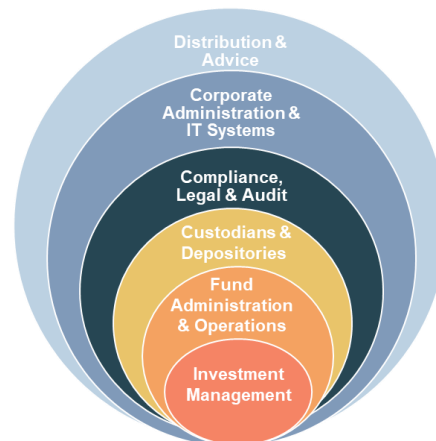 Distribution &
Advice
Corporate
Administration &
IT Systems
Compliance,
Legal & Audit
Custodians &
Depositories
Fund
Administration
& Operations
Investment
Management